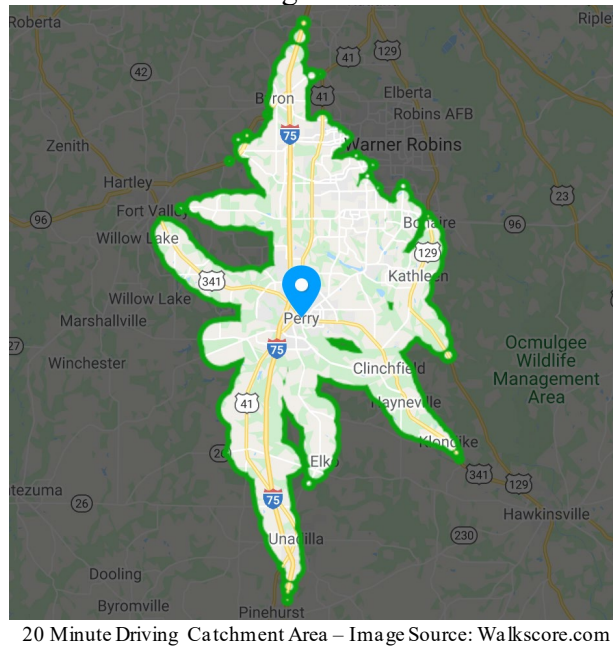 Roberta
Riple
41
129
42
B ron
41
Elberta
Robins AFB
75
Zenith
Warner Robins
Hartley
23
96
Fort Valley
Bonaire
96
Willow Lake
129
341
Kathleen
Willow Lake
Marshallville
Perry
27
75
Ocmulgee
Wildlife
Management
Area
Winchester
Clinchfield
41
Hayneville
Klondike
Elko
341
129
tezuma
26
75
Hawkinsville
Unadilla
230
Dooling
Byromville
Pinehurst
20 Minute Driving Catchment Area – Image Source: Walkscore.com